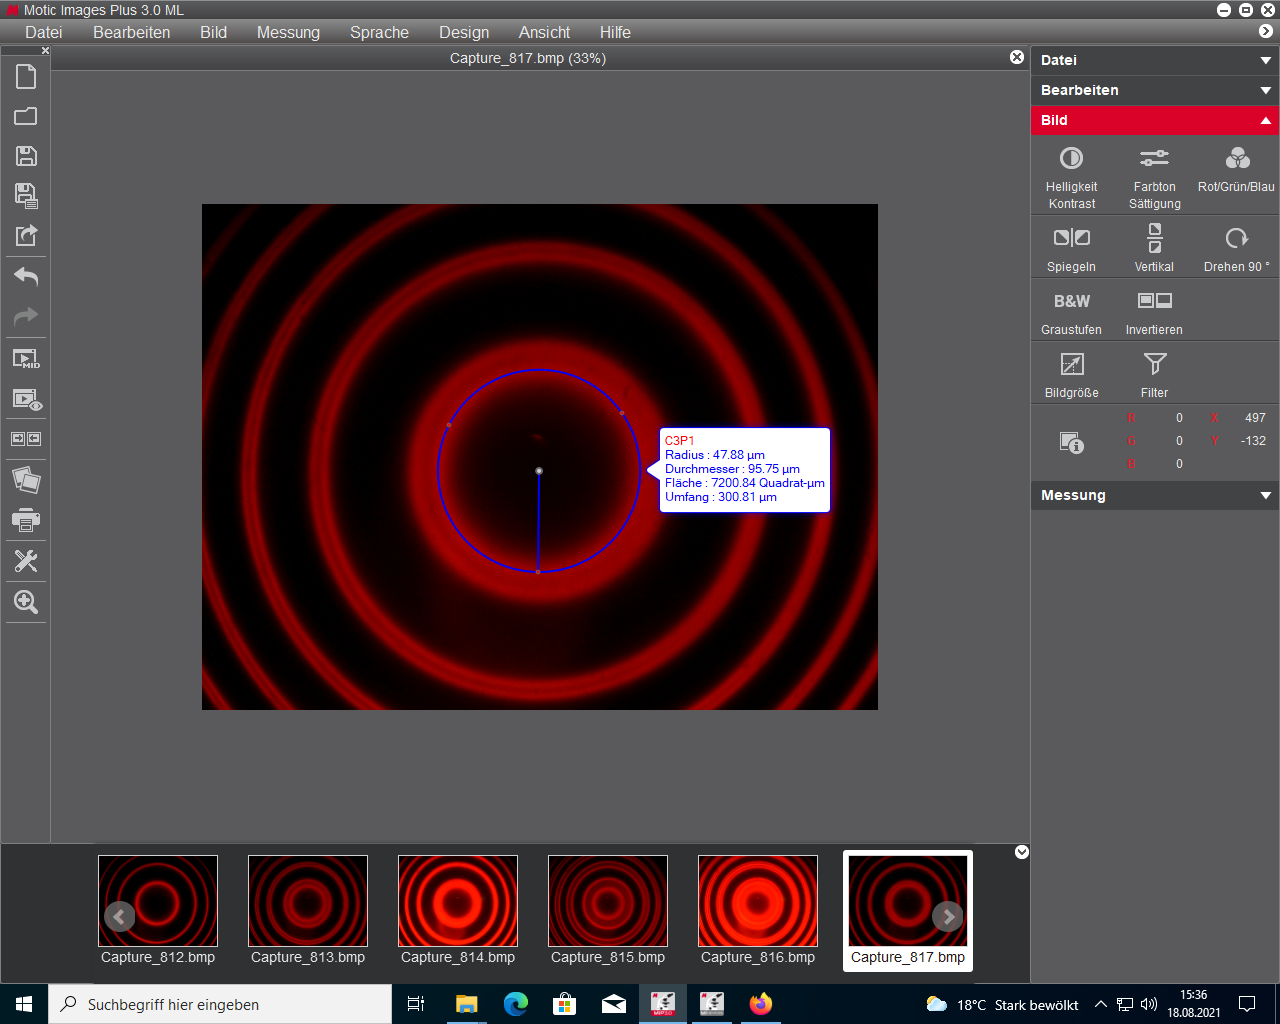 Motic Images Plus 3.0 ML
Datei Bearbeiten Bild Messung Sprache Design Ansicht Hilfe
Capture_817.bmp (33%)
Datei
Bearbeiten
Bild
Helligkeit Kontrast
Farbton Sättigung
Rot/Grün/Blau
Spiegeln
Vertikal
Drehen 90 °
B&W
Graustufen
Invertieren
Bildgröße
Filter
R 0 X 497
G 0 Y -132
B 0
Messung
MID
C3P1
Radius : 47.88 µm
Durchmesser : 95.75 µm
Fläche : 7200.84 Quadrat-µm
Umfang : 300.81 µm
Capture_812.bmp
Capture_813.bmp
Capture_814.bmp
Capture_815.bmp
Capture_816.bmp
Capture_817.bmp
Suchbegriff hier eingeben
18°C Stark bewölkt
15:36
18.08.2021